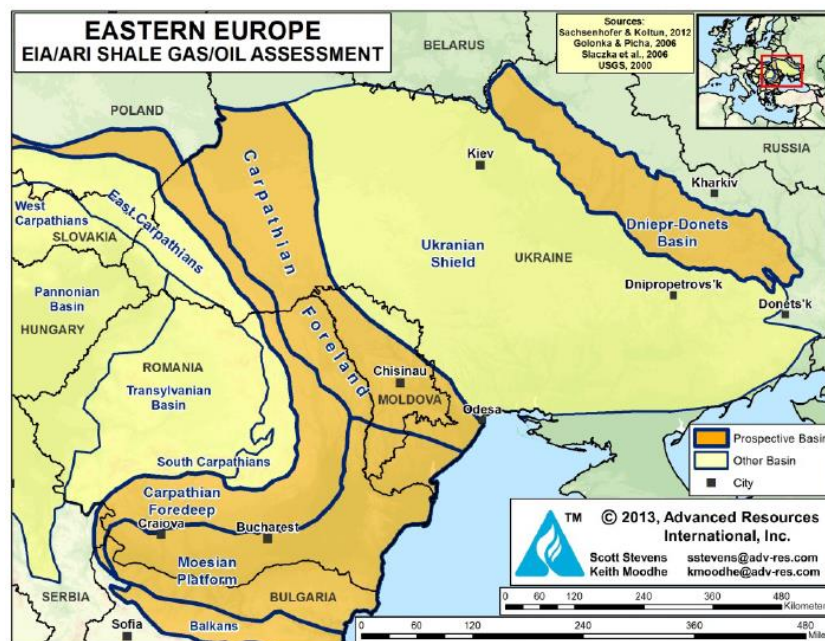 EASTERN EUROPE
EIA/ARI SHALE GAS/OIL ASSESSMENT
Sources:
Sachsenhofer & Koltun, 2012
Golonka & Picha, 2006
Slaczka et al., 2006
USGS, 2000
BELARUS
POLAND
RUSSIA
Kiev
Kharkiv
Carpathian
Foreland
East Carpathians
West
Carpathians
SLOVAKIA
Dniepr-Donets
Basin
Ukranian
Shield
UKRAINE
Pannonian
Basin
HUNGARY
Dnipropetrovs'k
Donets'k
ROMANIA
Transylvanian
Basin
Chisinau
MOLDOVA
Odesa
South Carpathians
Carpathian
Foredeep
Craiova
Bucharest
Moesian
Platform
SERBIA
BULGARIA
Sofia
Balkans
Prospective Basin
Other Basin
City
TM
© 2013, Advanced Resources
International, Inc.
Scott Stevens sstevens@adv-res.com
Keith Moodhe kmoodhe@adv-res.com
0 120 240 360 480
Kilometer
0 120 240 360 480
Mile